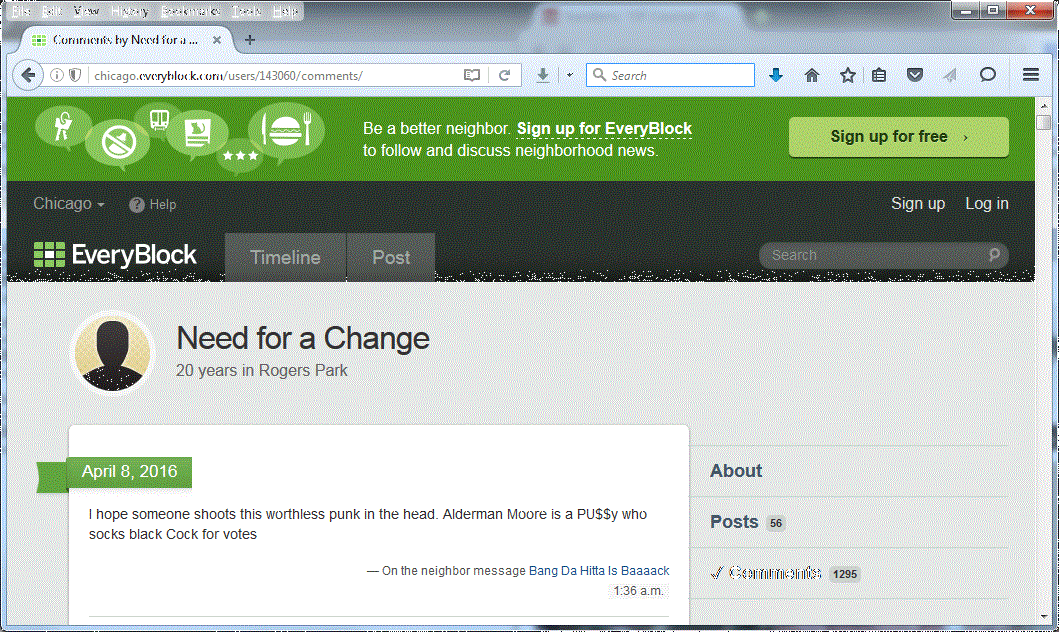 File Edit View History Bookmarks Tools Help
Comments by Need for a ...
chicago.everyblock.com/users/143060/comments/
Search
Be a better neighbor. Sign up for EveryBlock
to follow and discuss neighborhood news.
Sign up for free ›
Chicago
? Help
Sign up Log in
EveryBlock
Timeline
Post
Search
Need for a Change
20 years in Rogers Park
April 8, 2016
I hope someone shoots this worthless punk in the head. Alderman Moore is a PU$$y who
socks black Cock for votes
— On the neighbor message Bang Da Hitta Is Baaaack
1:36 a.m.
About
Posts 56
✓ Comments 1295